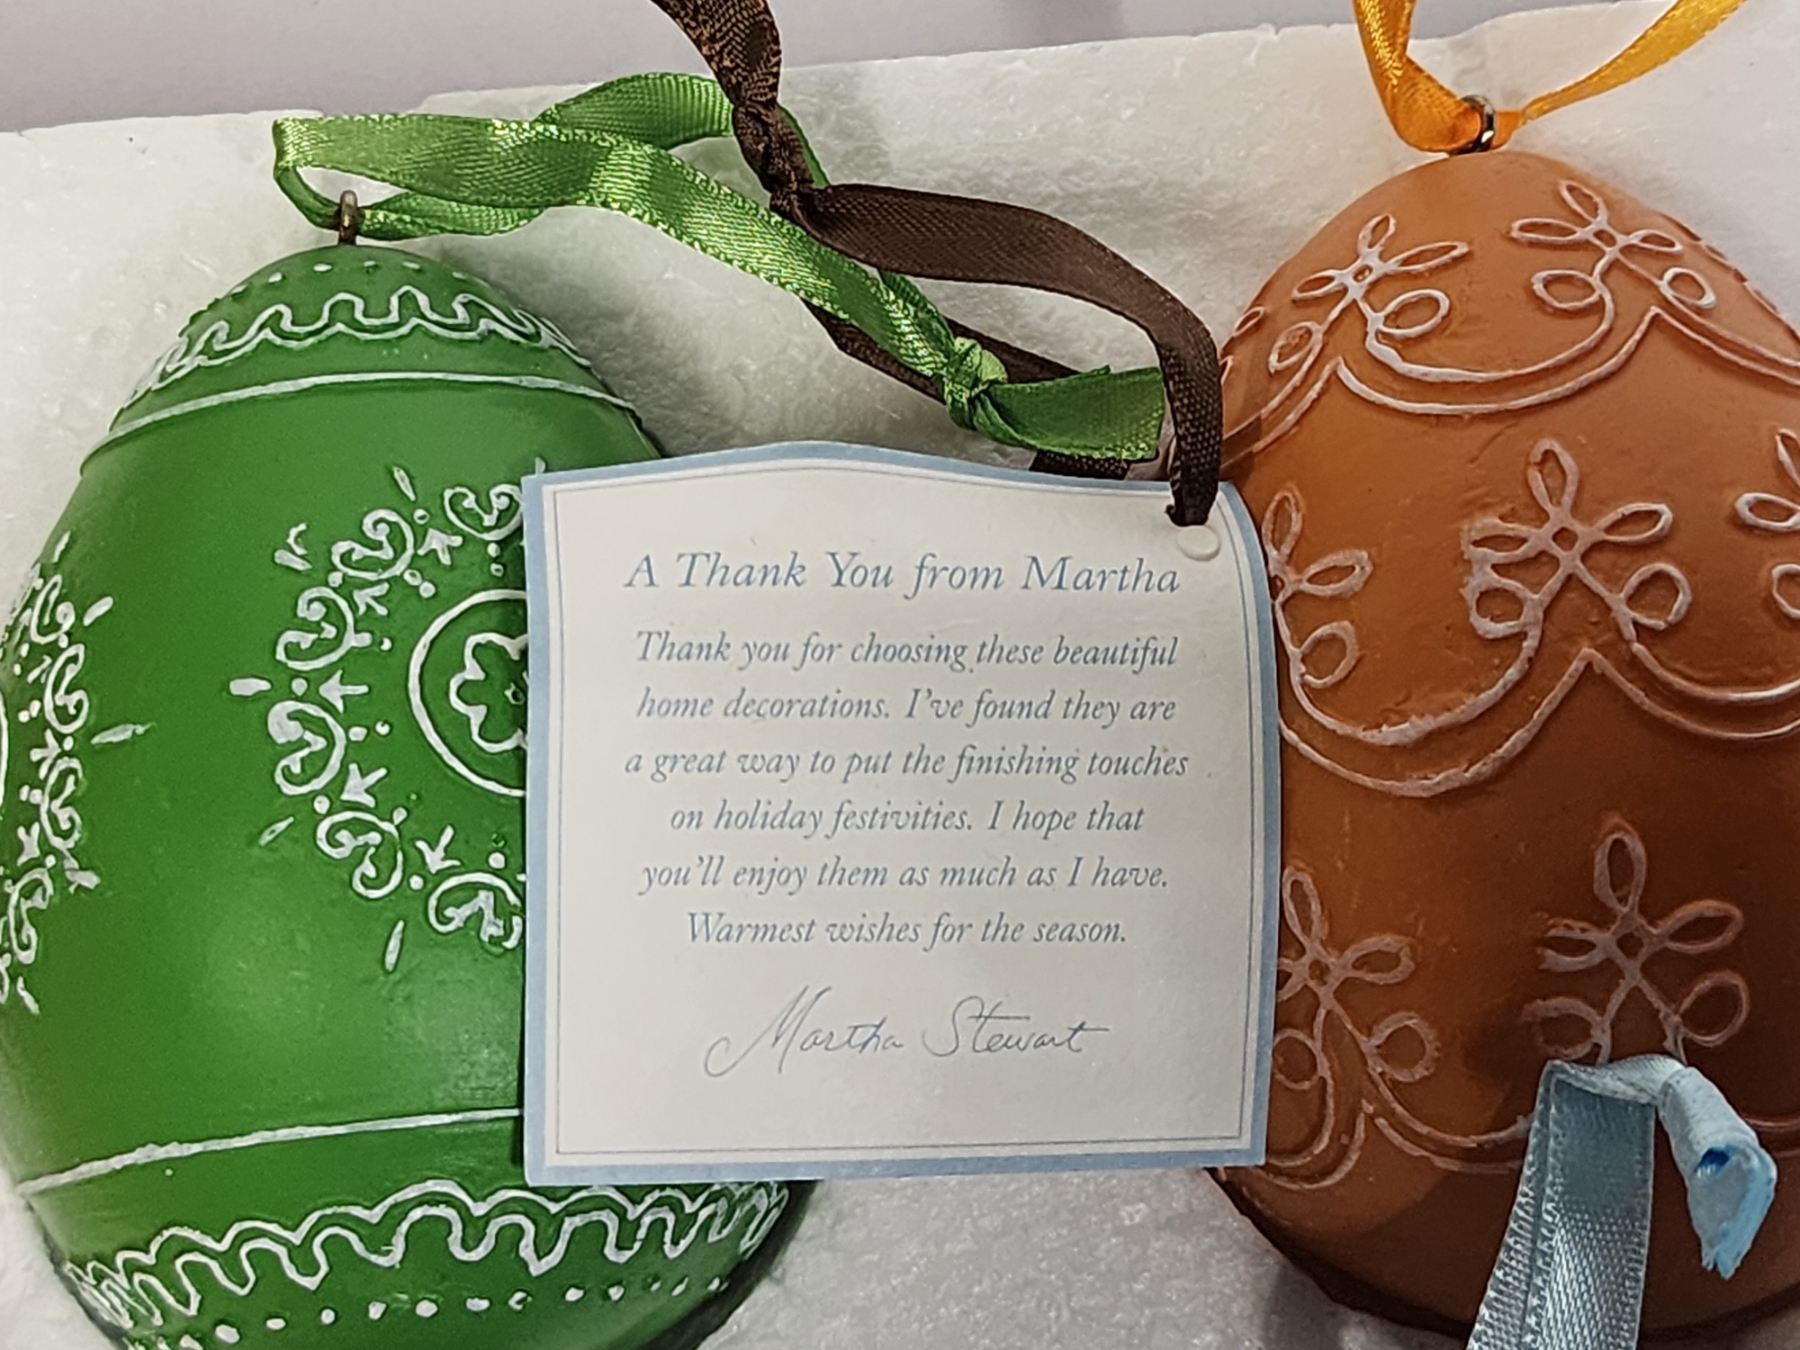 A Thank You from Martha
Thank you for choosing these beautiful
home decorations. I've found they are
a great way to put the finishing touches
on holiday festivities. I hope that
you'll enjoy them as much as I have.
Warmest wishes for the season.
Martha Stewart